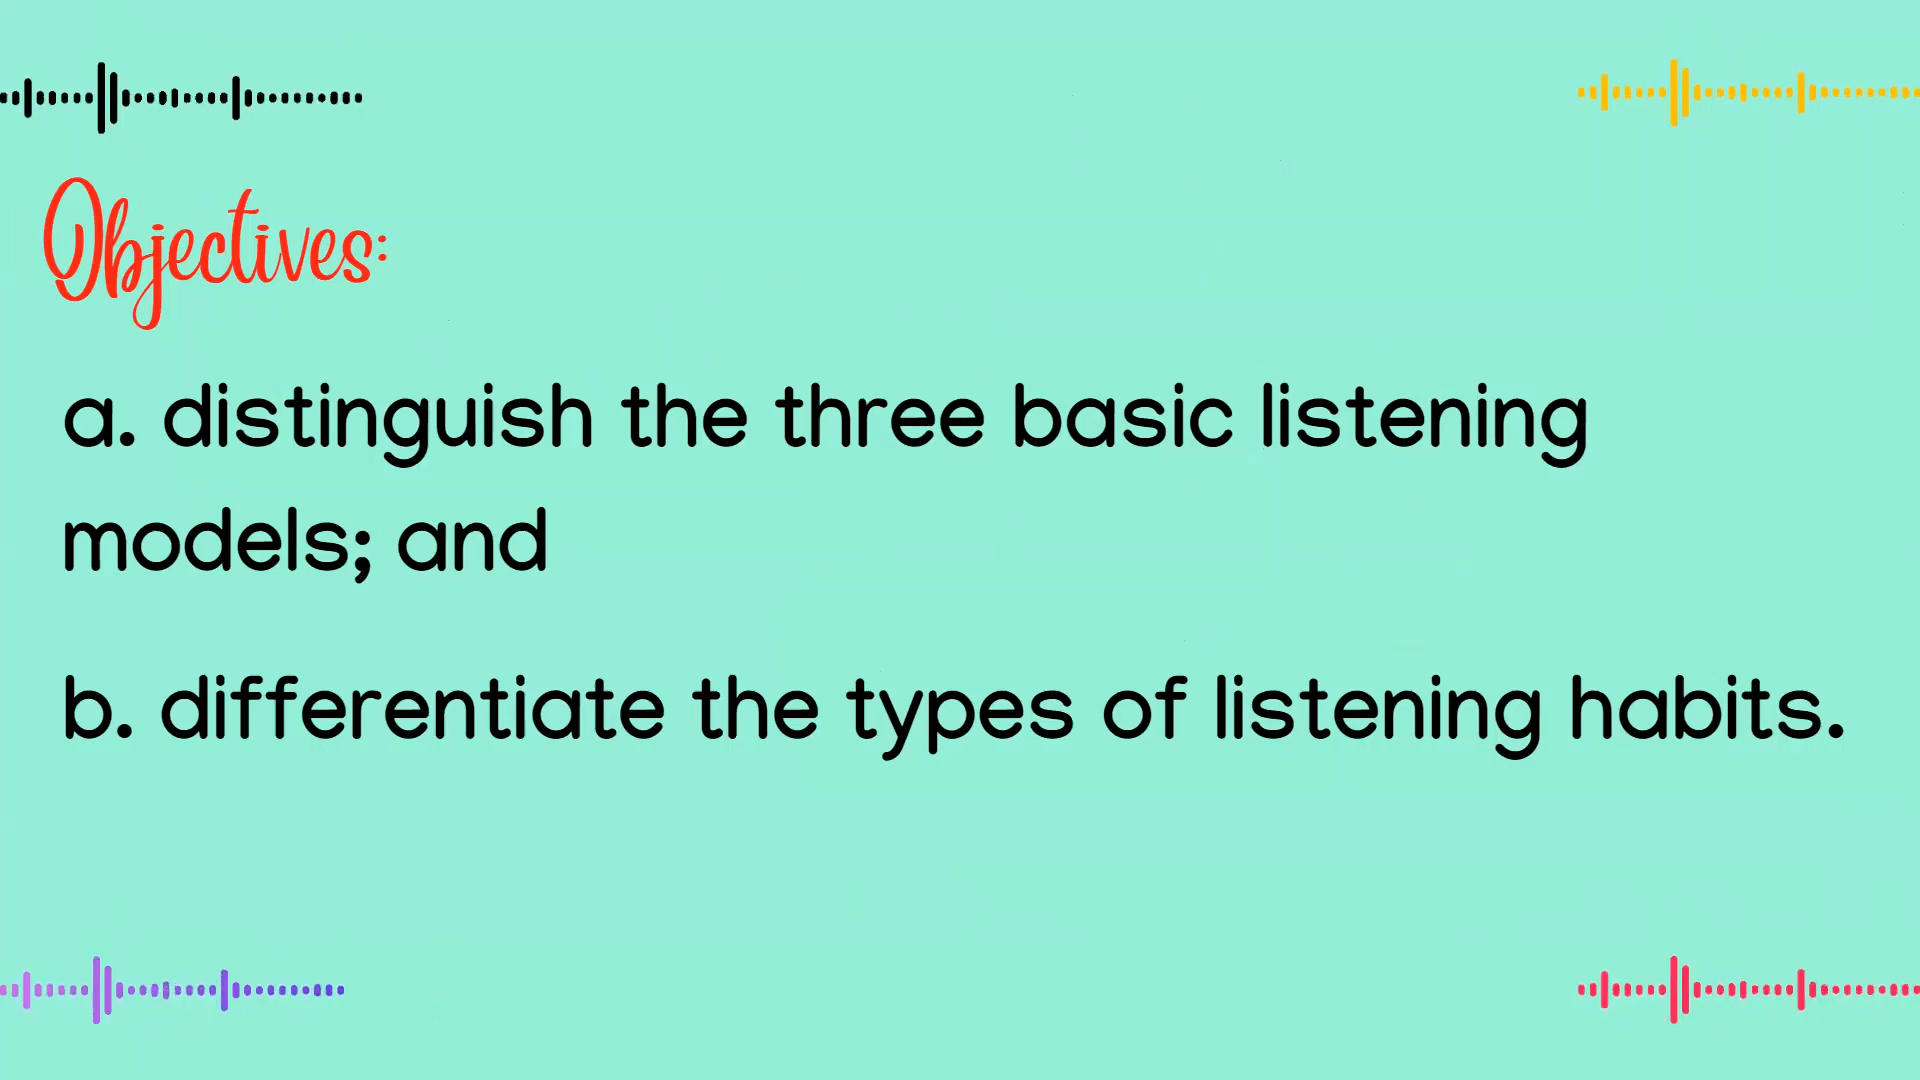 Objectives:
a. distinguish the three basic listening
models; and
b. differentiate the types of listening habits.